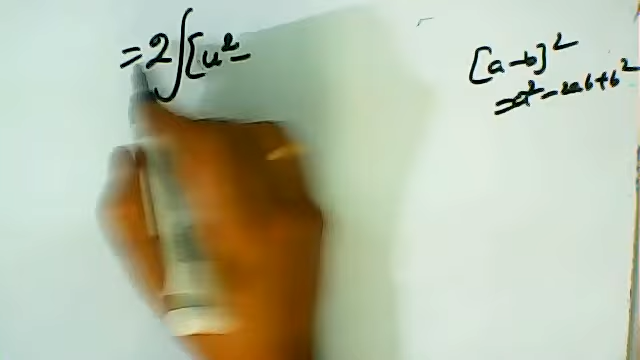 =2∫[u²-
[a-b]²
=a²-2ab+b²